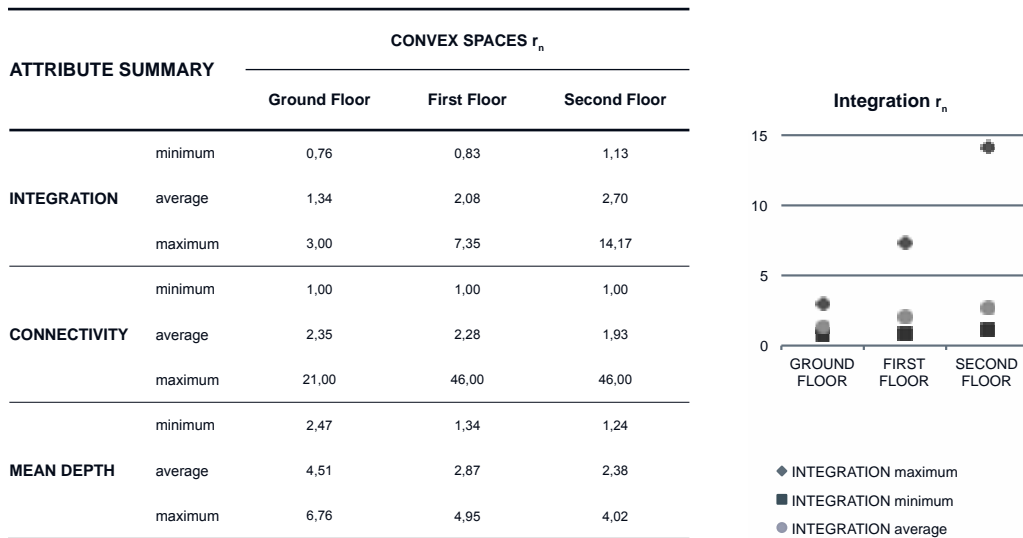 CONVEX SPACES rn
ATTRIBUTE SUMMARY
Ground Floor First Floor Second Floor
minimum 0,76 0,83 1,13
INTEGRATION average 1,34 2,08 2,70
maximum 3,00 7,35 14,17
minimum 1,00 1,00 1,00
CONNECTIVITY average 2,35 2,28 1,93
maximum 21,00 46,00 46,00
minimum 2,47 1,34 1,24
MEAN DEPTH average 4,51 2,87 2,38
maximum 6,76 4,95 4,02
Integration rn
15
10
5
0
GROUND FIRST SECOND
FLOOR FLOOR FLOOR
INTEGRATION maximum
INTEGRATION minimum
INTEGRATION average